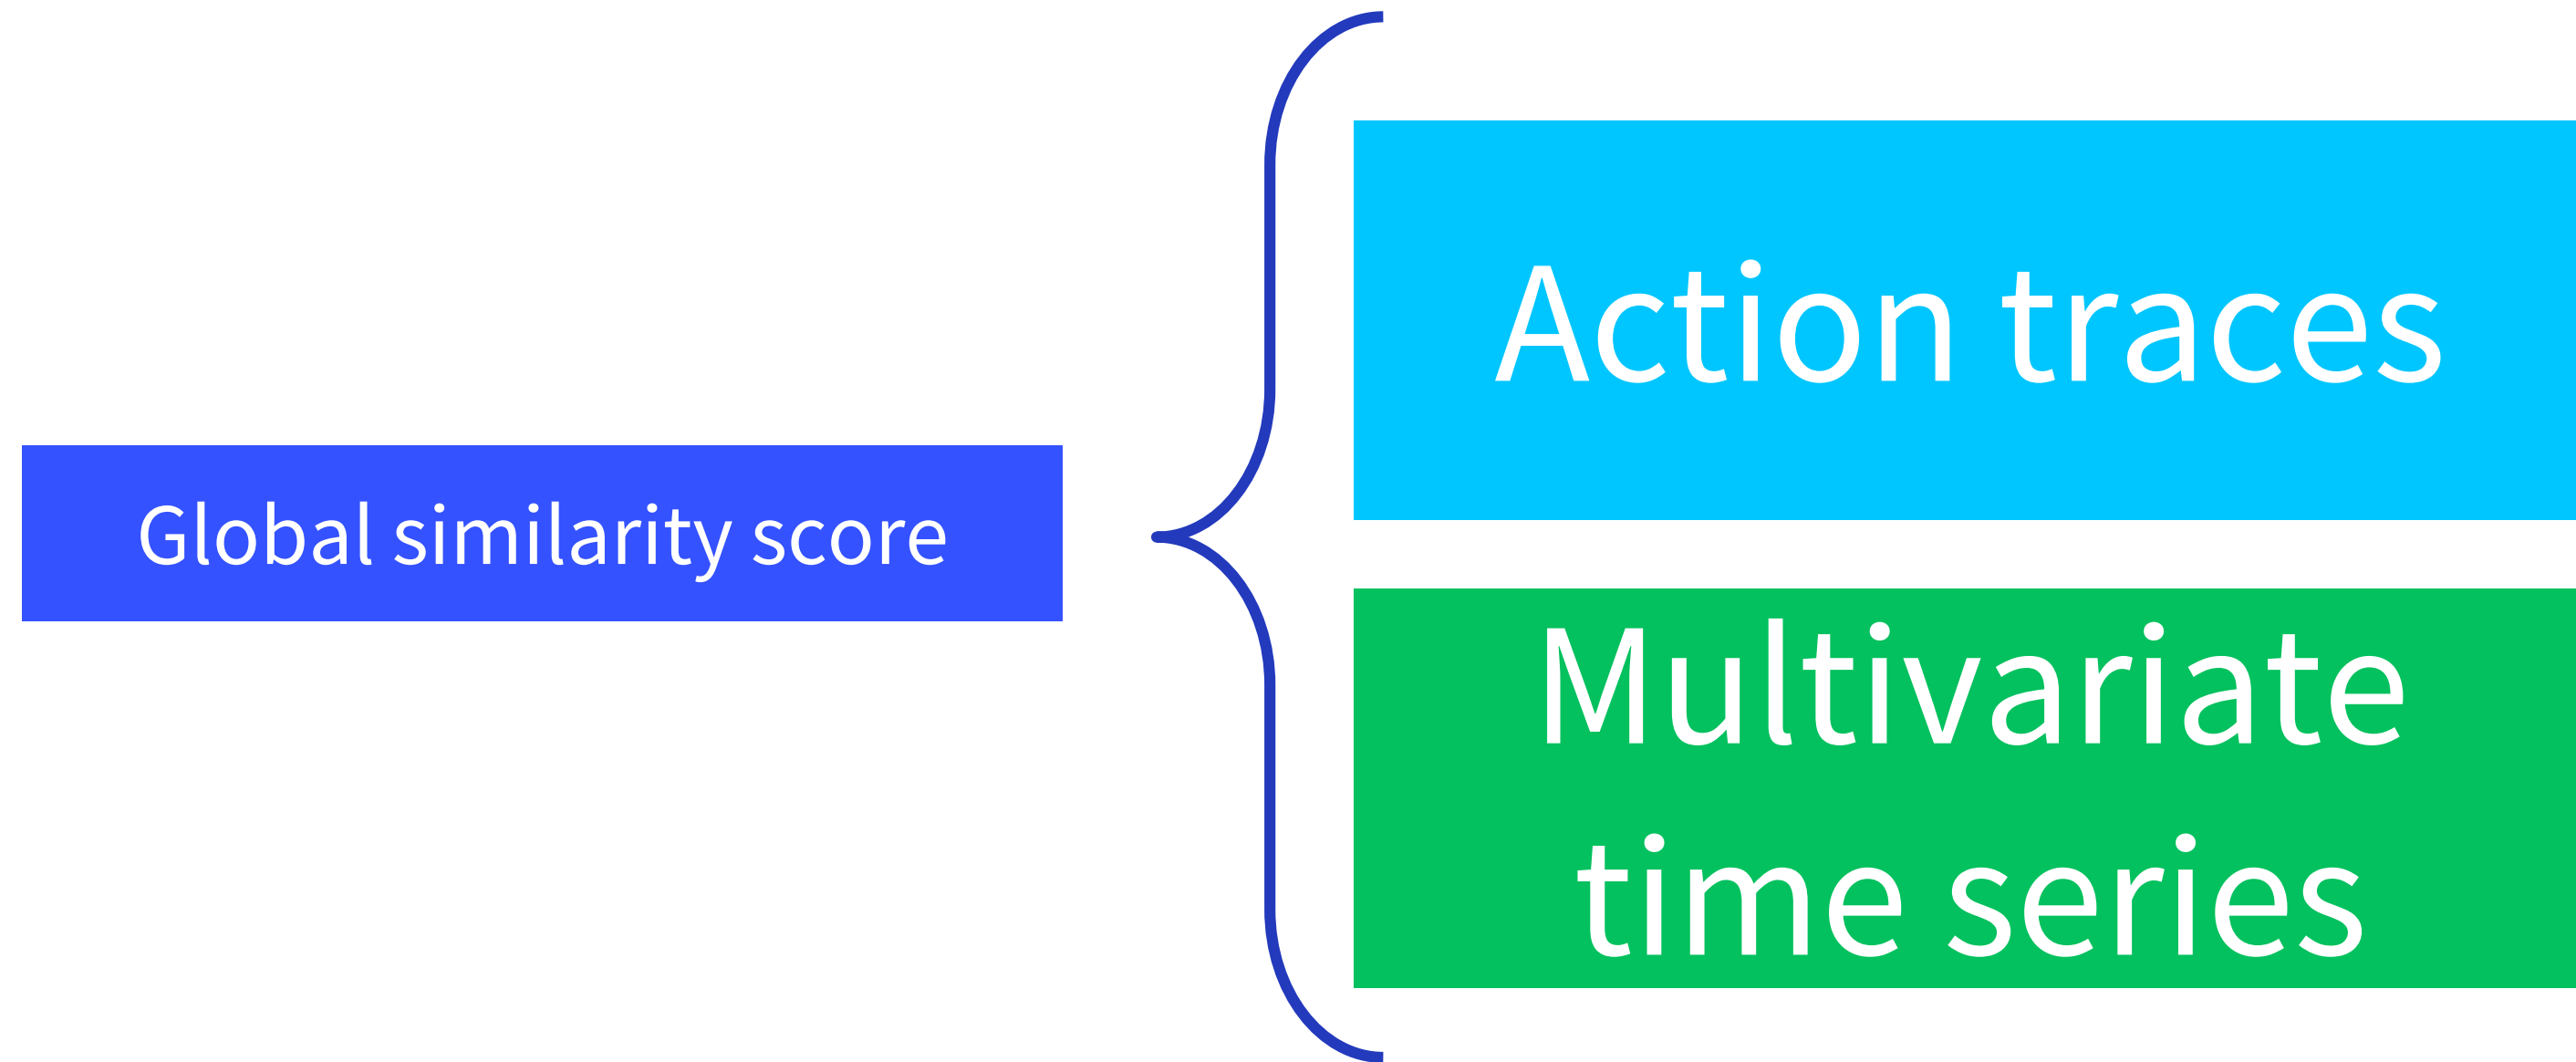 Global similarity score
Action traces
Multivariate
time series